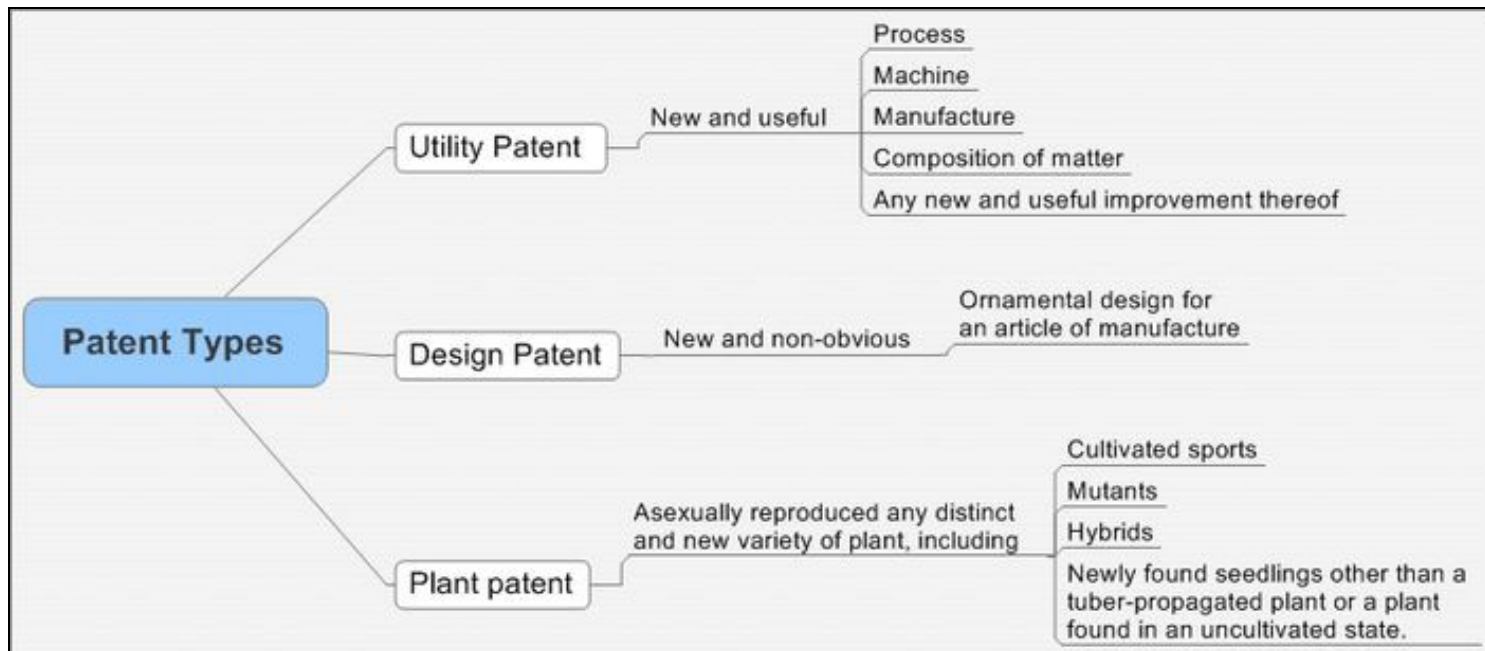 Patent Types
Utility Patent
New and useful
Process
Machine
Manufacture
Composition of matter
Any new and useful improvement thereof
Design Patent
New and non-obvious
Ornamental design for
an article of manufacture
Plant patent
Asexually reproduced any distinct
and new variety of plant, including
Cultivated sports
Mutants
Hybrids
Newly found seedlings other than a
tuber-propagated plant or a plant
found in an uncultivated state.